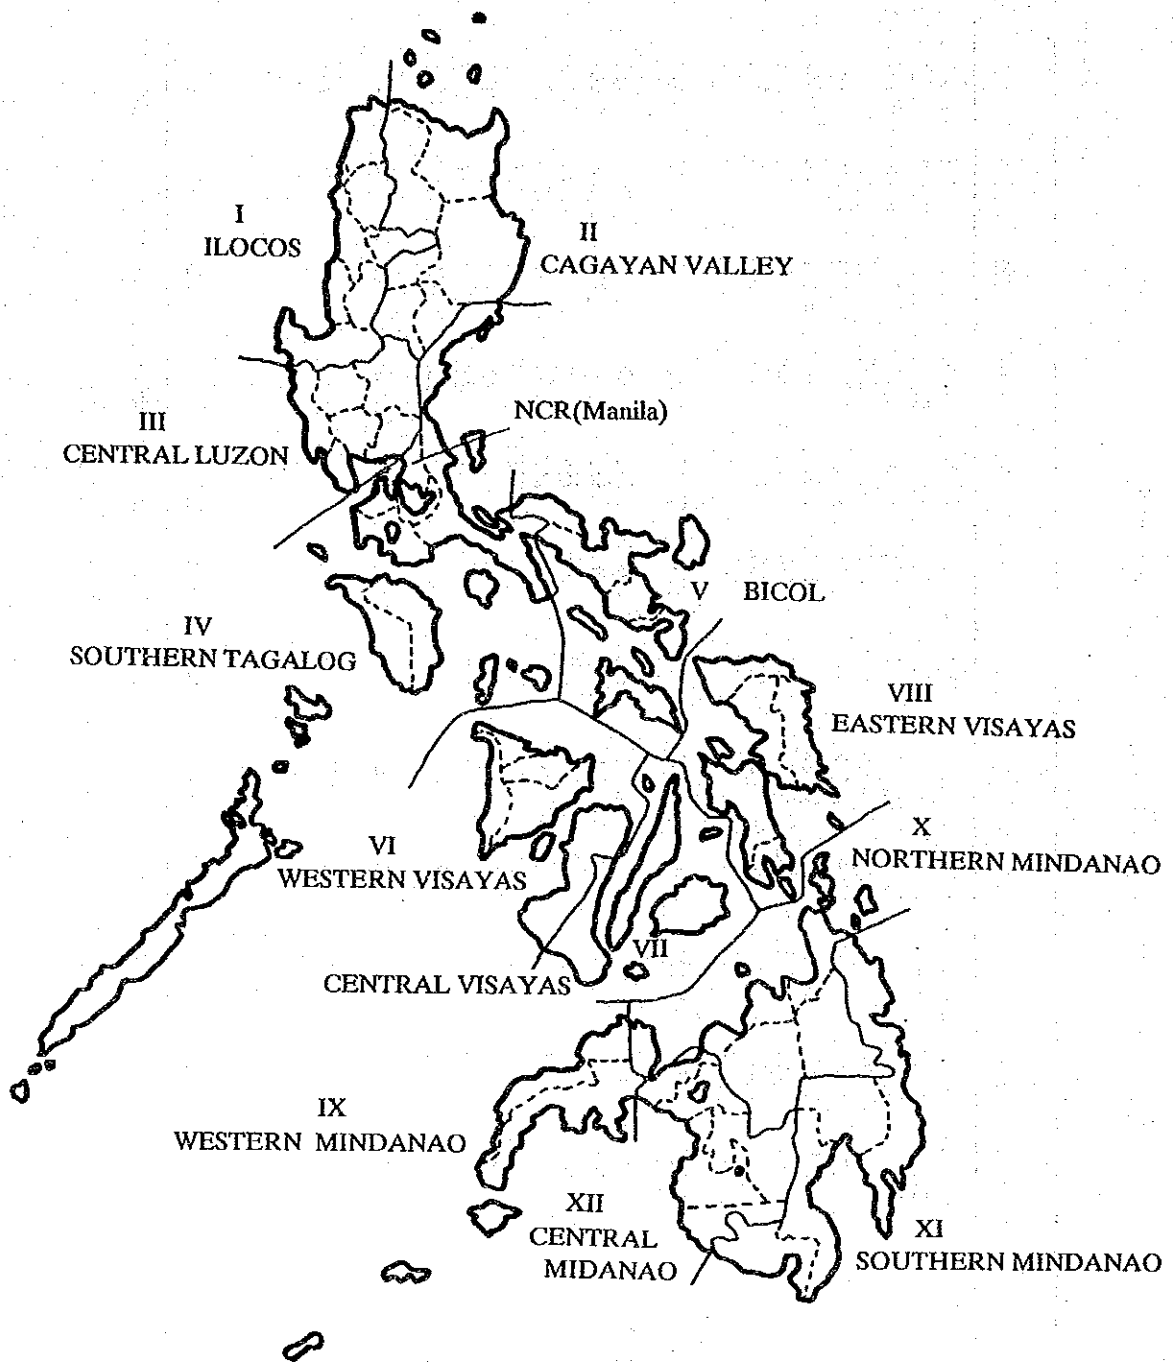 I
ILOCOS
II
CAGAYAN VALLEY
NCR(Manila)
III
CENTRAL LUZON
V BICOL
IV
SOUTHERN TAGALOG
VIII
EASTERN VISAYAS
VI
WESTERN VISAYAS
X
NORTHERN MINDANAO
VII
CENTRAL VISAYAS
IX
WESTERN MINDANAO
XII
CENTRAL
MIDANAO
XI
SOUTHERN MINDANAO